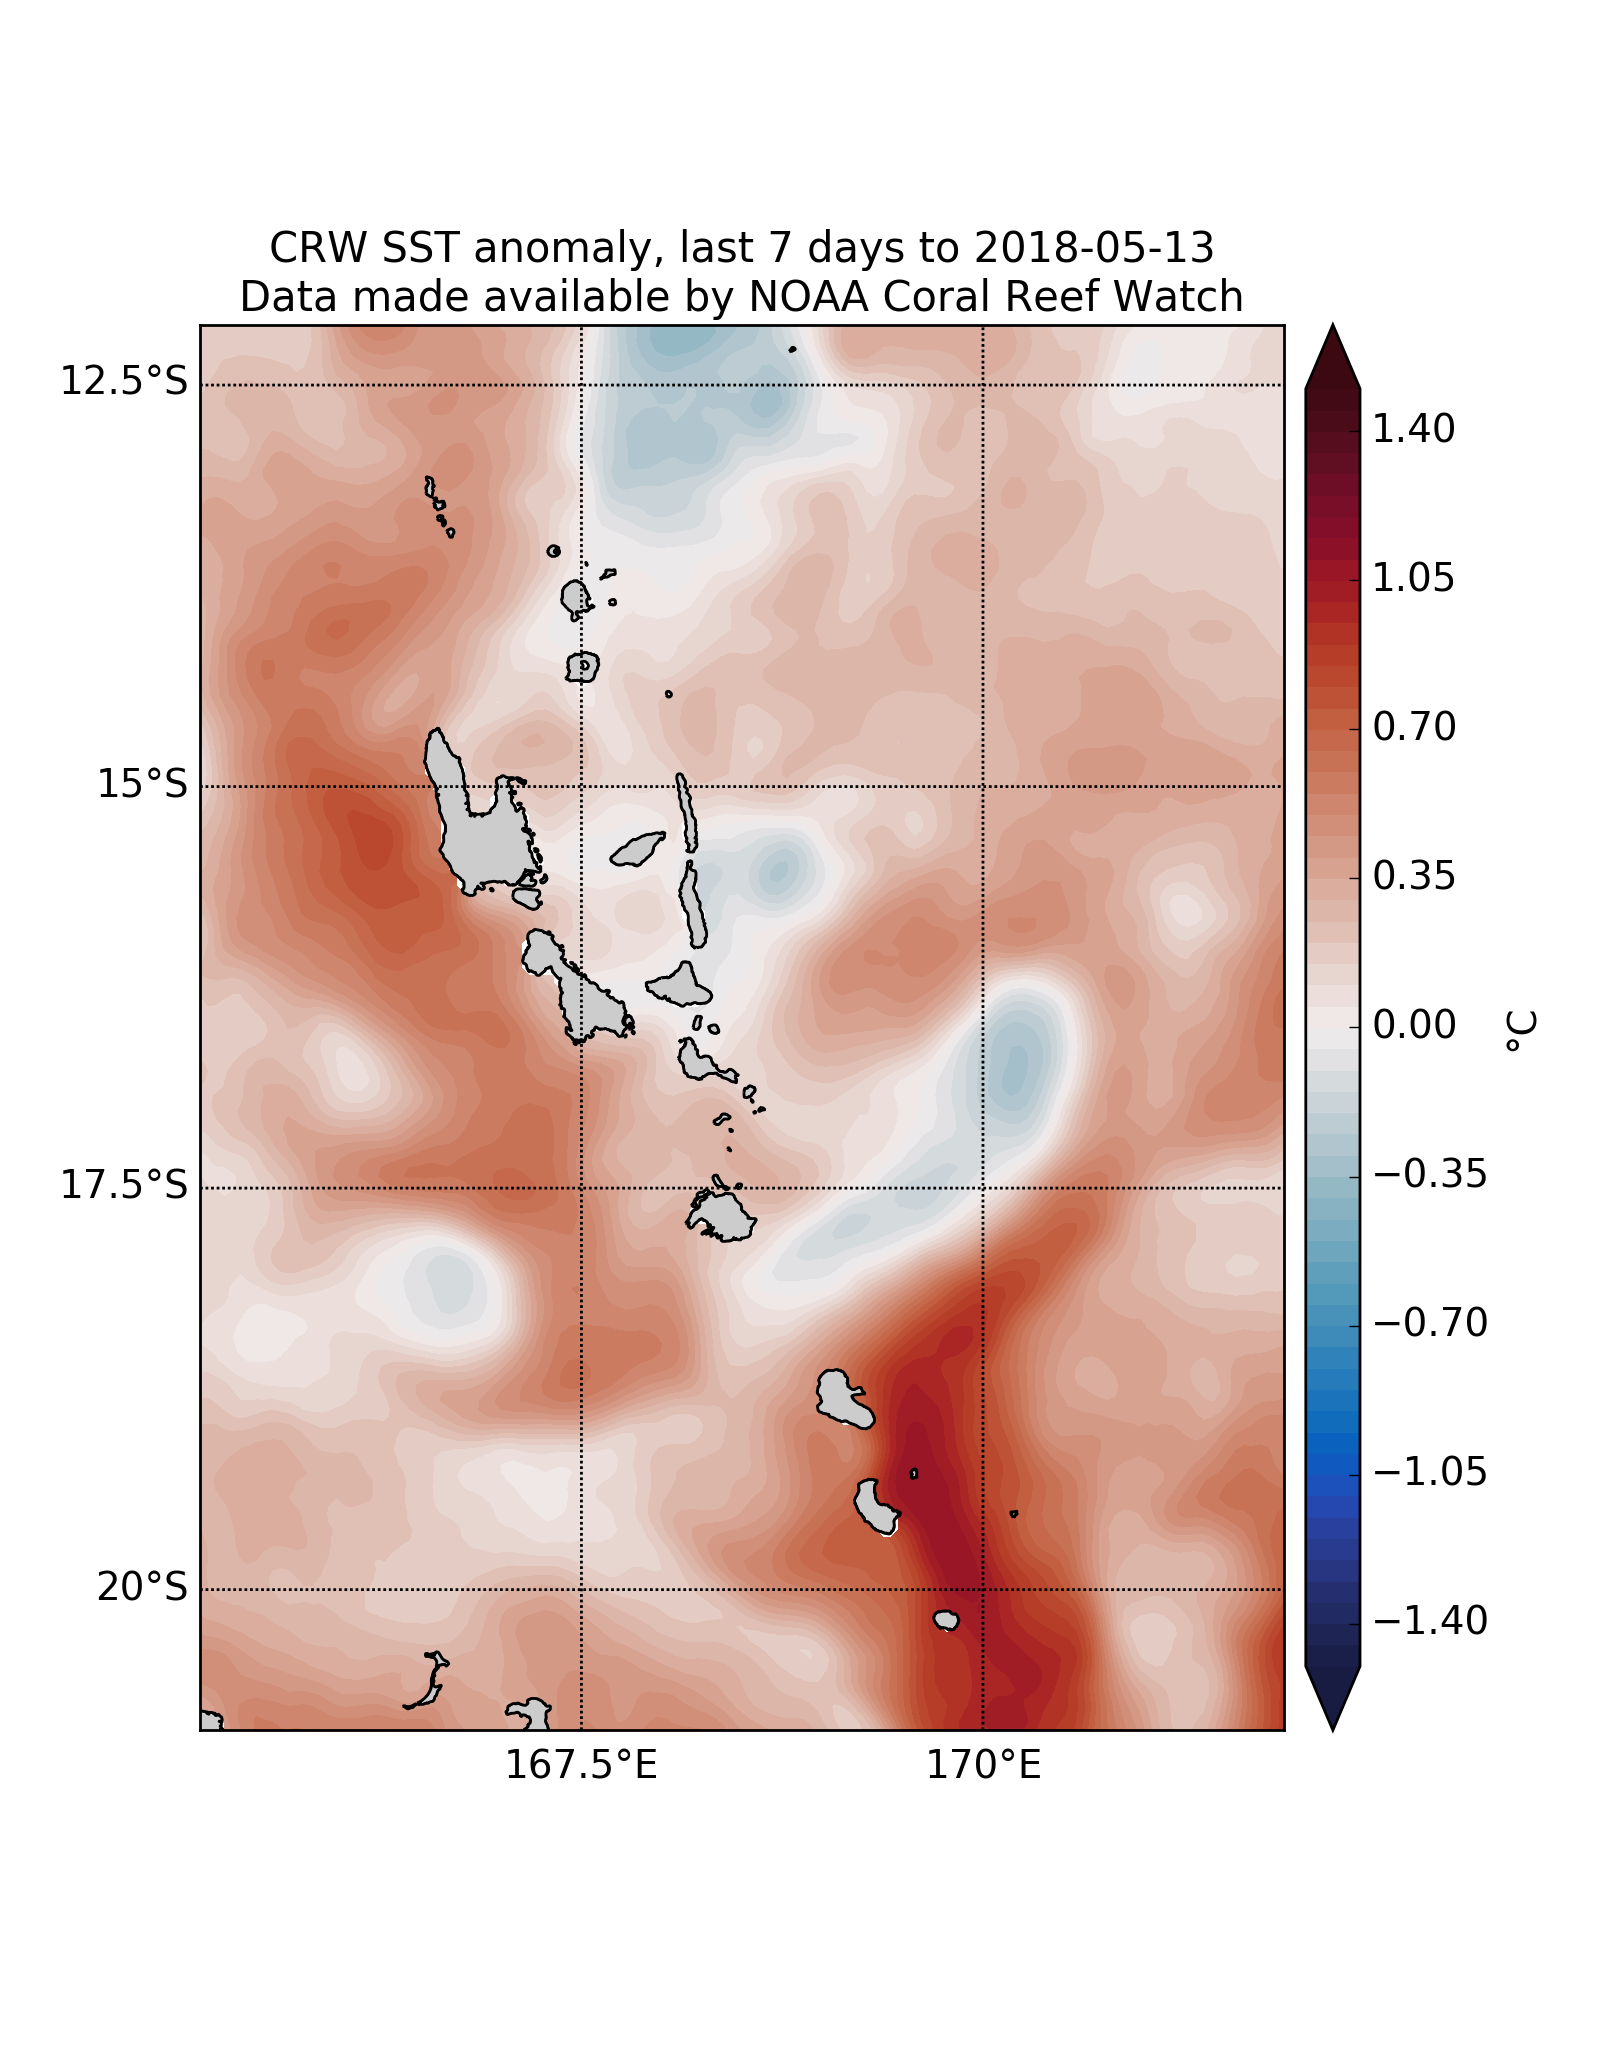 CRW SST anomaly, last 7 days to 2018-05-13
Data made available by NOAA Coral Reef Watch
12.5°S
15°S
17.5°S
20°S
167.5°E
170°E
1.40
1.05
0.70
0.35
0.00
−0.35
−0.70
−1.05
−1.40
°C